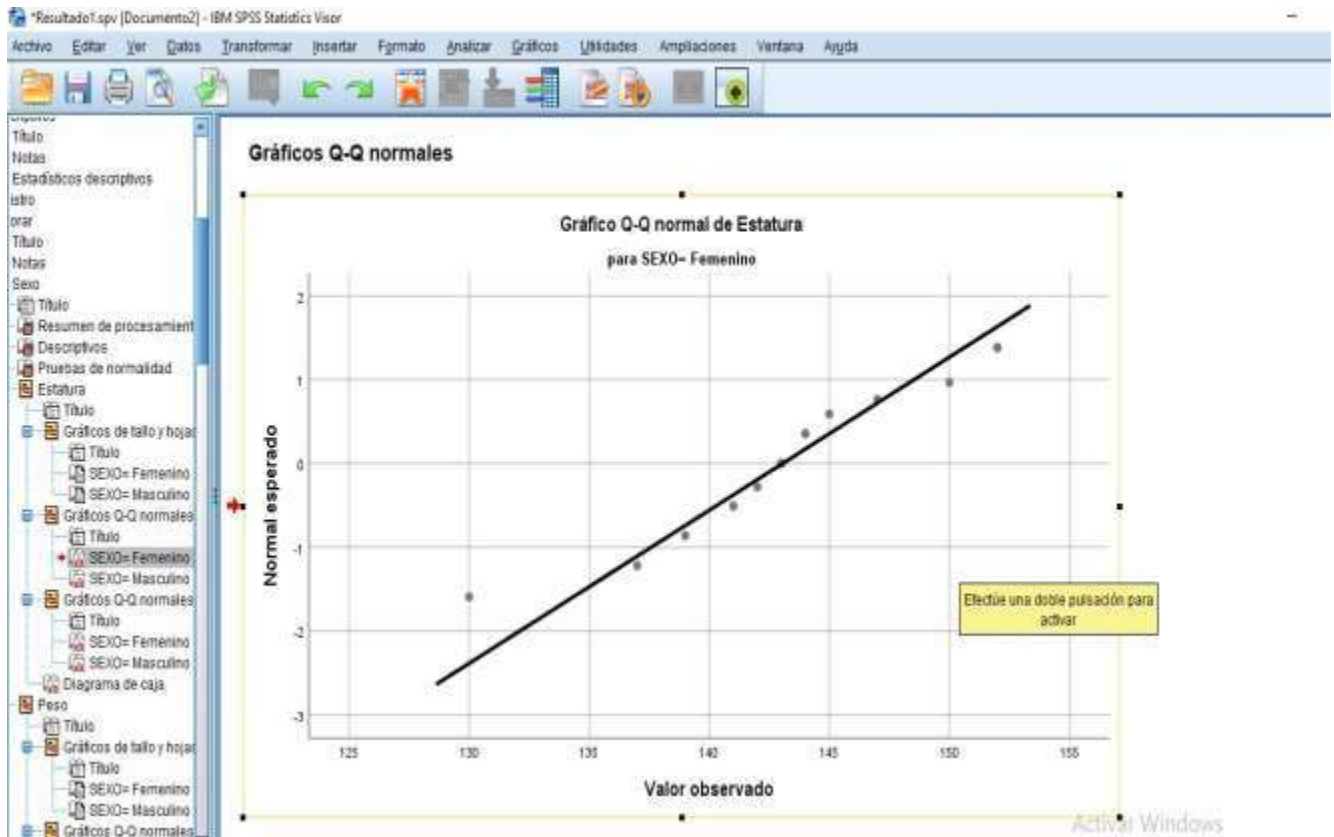 *Resultado1.spv [Documento2] - IBM SPSS Statistics Visor
Archivo Editar Ver Datos Transformar Insertar Formato Analizar Gráficos Utilidades Ampliaciones Ventana Ayuda
Título
Notas
Estadísticos descriptivos
istro
orar
Título
Notas
Sexo
Título
Resumen de procesamient
Descriptivos
Pruebas de normalidad
Estatura
Título
Gráficos de tallo y hojas
Título
SEXO= Femenino
SEXO= Masculino
Gráficos Q-Q normales
Título
SEXO= Femenino
SEXO= Masculino
Gráficos Q-Q normales
Título
SEXO= Femenino
SEXO= Masculino
Diagrama de caja
Peso
Título
Gráficos de tallo y hojas
Título
SEXO= Femenino
SEXO= Masculino
Gráficos Q-Q normales
Gráficos Q-Q normales
Gráfico Q-Q normal de Estatura
para SEXO= Femenino
Normal esperado
2
1
0
-1
-2
-3
125 130 135 140 145 150 155
Valor observado
Efectúe una doble pulsación para
activar
Activar Windows